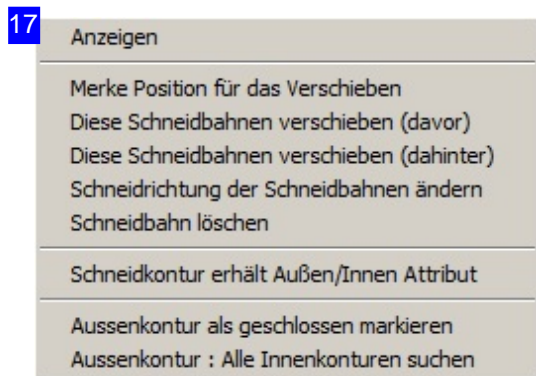 17
Anzeigen
Merke Position für das Verschieben
Diese Schneidbahnen verschieben (davor)
Diese Schneidbahnen verschieben (dahinter)
Schneidrichtung der Schneidbahnen ändern
Schneidbahn löschen
Schneidkontur erhält Außen/Innen Attribut
Aussenkontur als geschlossen markieren
Aussenkontur : Alle Innenkonturen suchen